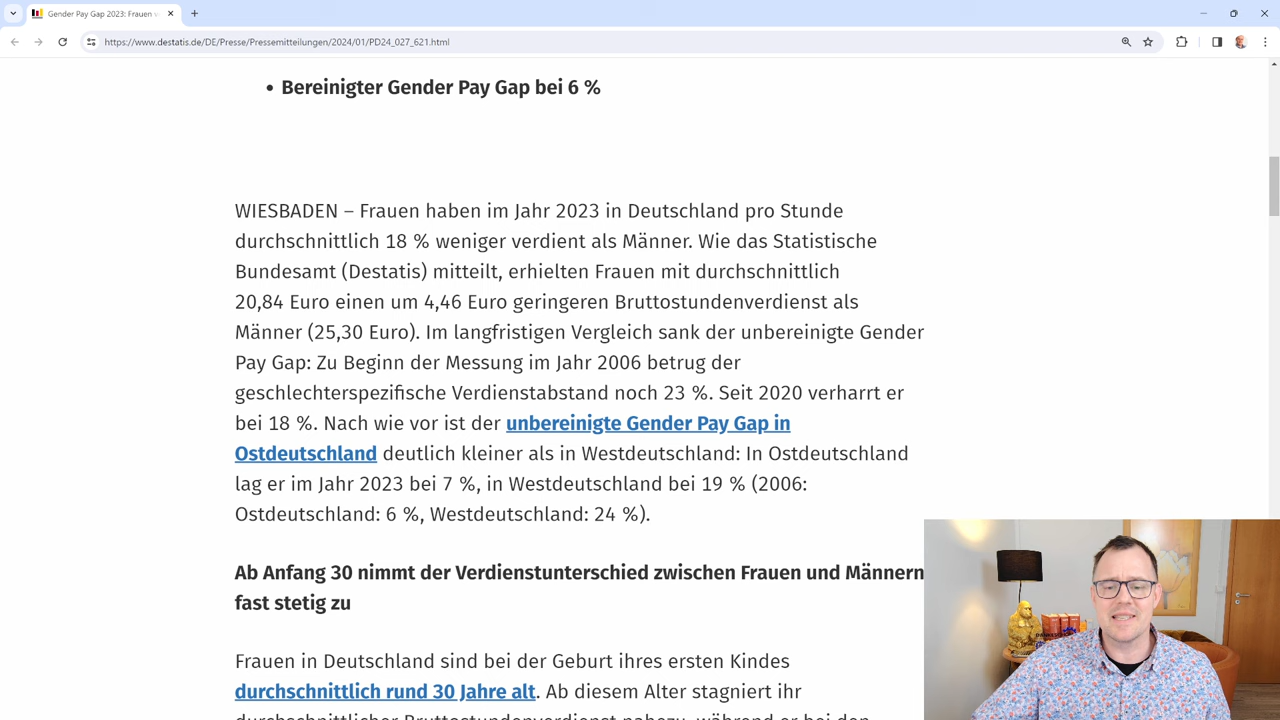 Gender Pay Gap 2023: Frauen v
https://www.destatis.de/DE/Presse/Pressemitteilungen/2024/01/PD24_027_621.html
• Bereinigter Gender Pay Gap bei 6 %
WIESBADEN – Frauen haben im Jahr 2023 in Deutschland pro Stunde
durchschnittlich 18 % weniger verdient als Männer. Wie das Statistische
Bundesamt (Destatis) mitteilt, erhielten Frauen mit durchschnittlich
20,84 Euro einen um 4,46 Euro geringeren Bruttostundenverdienst als
Männer (25,30 Euro). Im langfristigen Vergleich sank der unbereinigte Gender
Pay Gap: Zu Beginn der Messung im Jahr 2006 betrug der
geschlechterspezifische Verdienstabstand noch 23 %. Seit 2020 verharrt er
bei 18 %. Nach wie vor ist der unbereinigte Gender Pay Gap in
Ostdeutschland deutlich kleiner als in Westdeutschland: In Ostdeutschland
lag er im Jahr 2023 bei 7 %, in Westdeutschland bei 19 % (2006:
Ostdeutschland: 6 %, Westdeutschland: 24 %).
Ab Anfang 30 nimmt der Verdienstunterschied zwischen Frauen und Männern
fast stetig zu
Frauen in Deutschland sind bei der Geburt ihres ersten Kindes
durchschnittlich rund 30 Jahre alt. Ab diesem Alter stagniert ihr
durchschnittlicher Bruttostundenverdienst nahezu, während er bei den